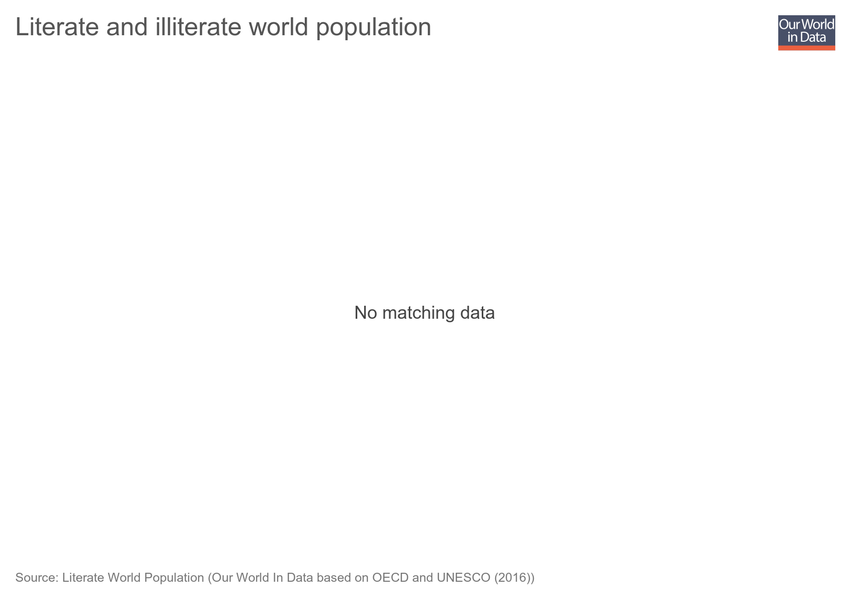 Literate and illiterate world population
Our World
in Data
No matching data
Source: Literate World Population (Our World In Data based on OECD and UNESCO (2016))